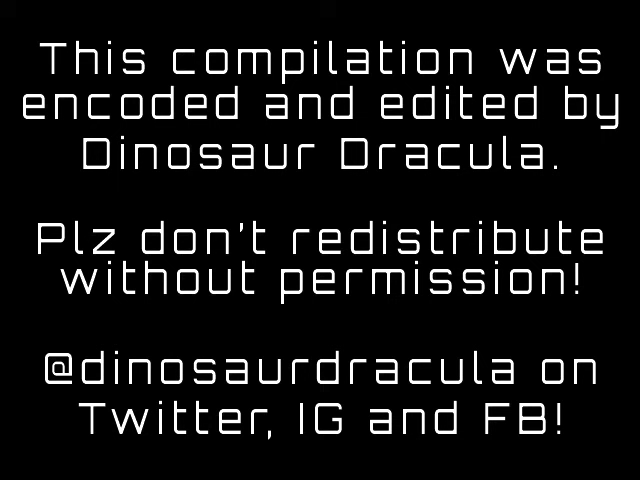 This compilation was
encoded and edited by
Dinosaur Dracula.
Plz don't redistribute
without permission!
@dinosaurdracula on
Twitter, IG and FB!